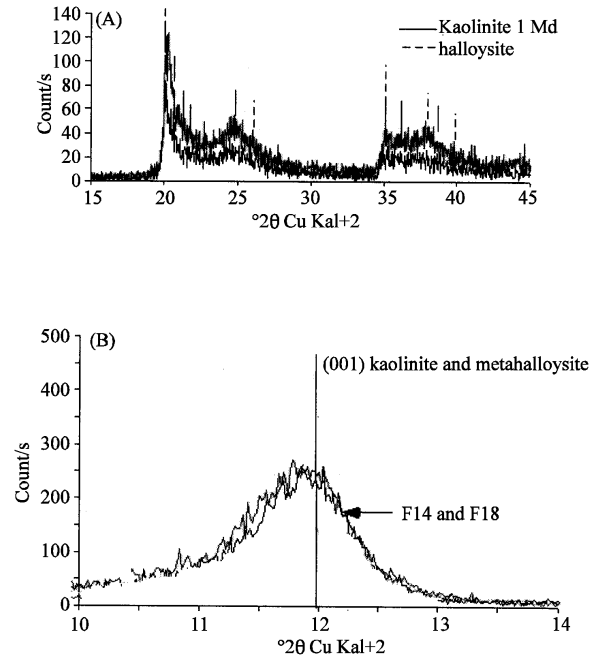 (A)
Kaolinite 1 Md
halloysite
140
120
100
80
60
40
20
0
Count/s
15 20 25 30 35 40 45
°2θ Cu Kal+2
(B)
500
400
300
200
100
0
Count/s
(001) kaolinite and metahalloysite
F14 and F18
10 11 12 13 14
°2θ Cu Kal+2